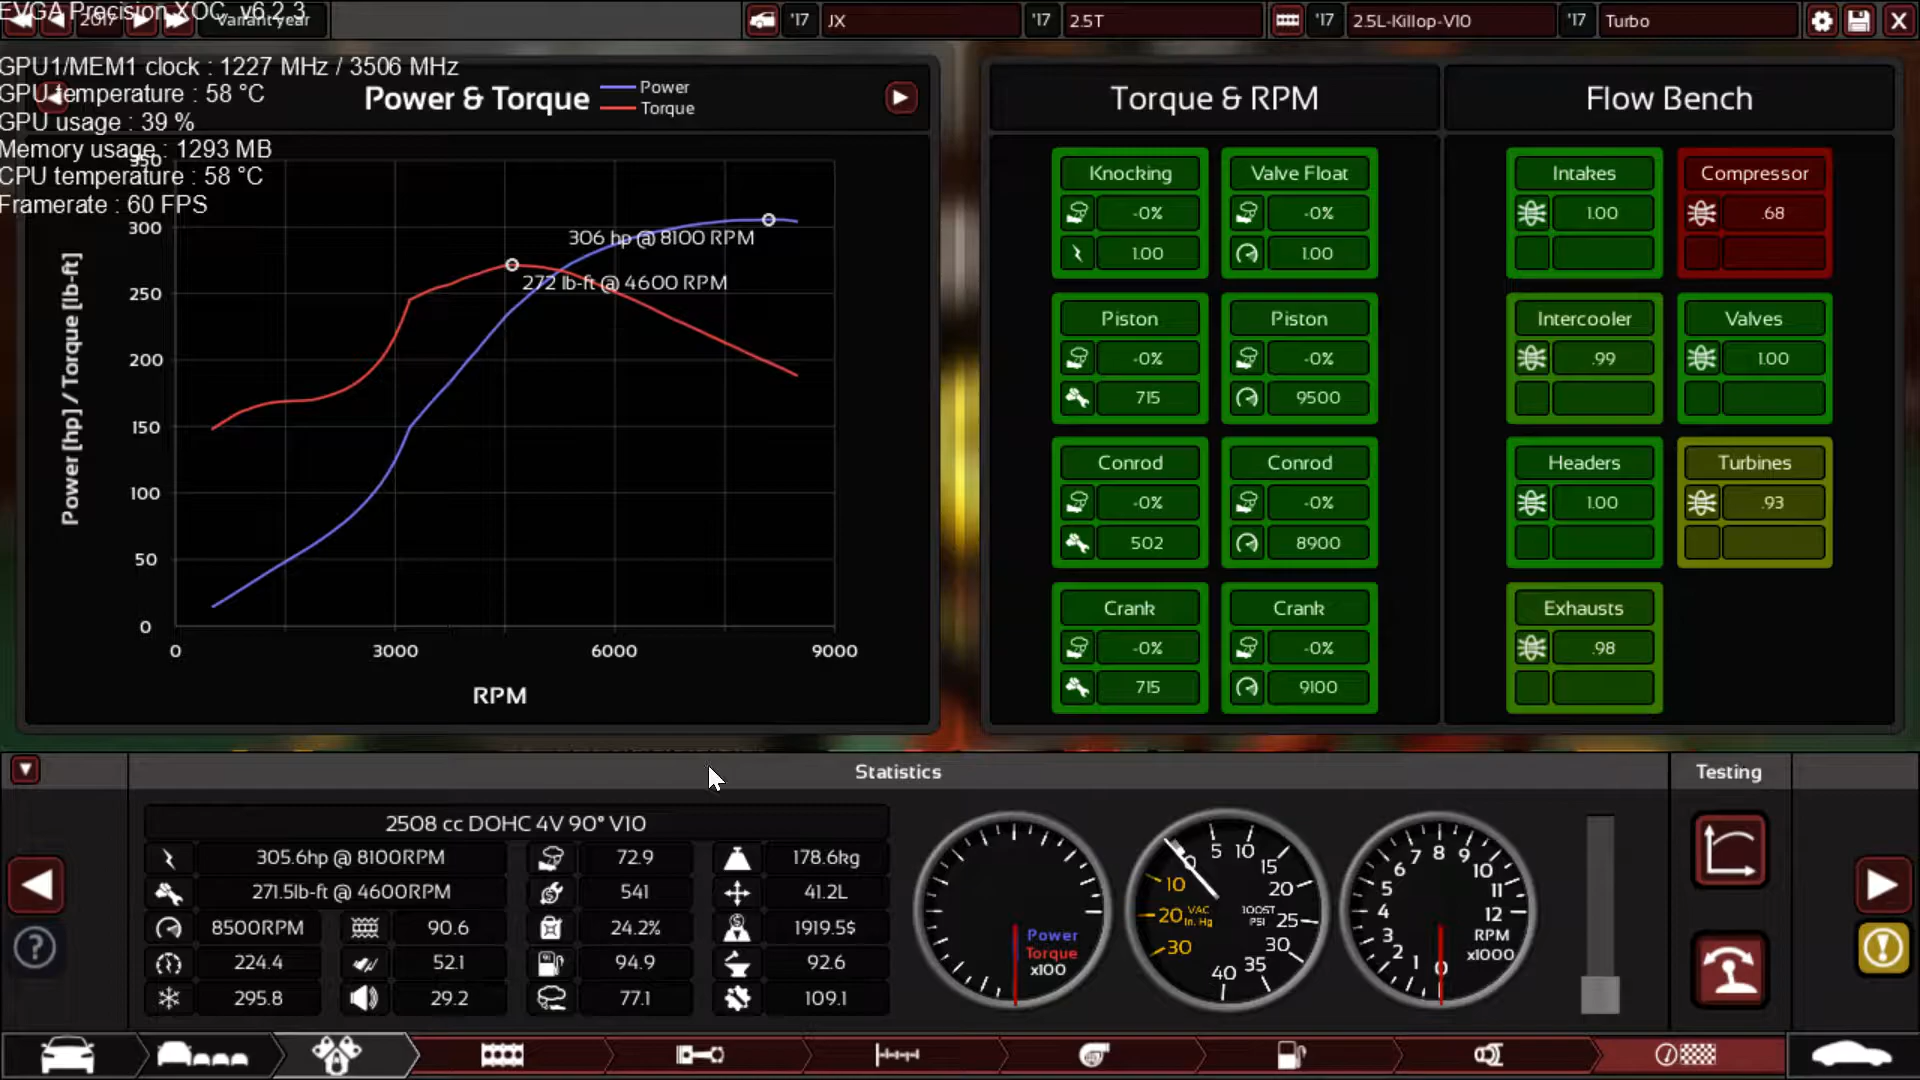 EVGA Precision XOC v6.2.3
2017
Variant year
'17 JX
'17 2.5T
'17 2.5L-Killop-V10
'17 Turbo
GPU1/MEM1 clock : 1227 MHz / 3506 MHz
GPU temperature : 58 °C
GPU usage : 39 %
Memory usage : 1293 MB
CPU temperature : 58 °C
Framerate : 60 FPS
Power & Torque
Power
Torque
Power [hp] / Torque [lb-ft]
350
300
250
200
150
100
50
0
306 hp @ 8100 RPM
272 lb-ft @ 4600 RPM
0 3000 6000 9000
RPM
Torque & RPM
Knocking
-0%
1.00
Valve Float
-0%
1.00
Piston
-0%
715
Piston
-0%
9500
Conrod
-0%
502
Conrod
-0%
8900
Crank
-0%
715
Crank
-0%
9100
Flow Bench
Intakes
1.00
Compressor
.68
Intercooler
.99
Valves
1.00
Headers
1.00
Turbines
.93
Exhausts
.98
Statistics
Testing
2508 cc DOHC 4V 90° V10
305.6hp @ 8100RPM
72.9
178.6kg
271.5lb-ft @ 4600RPM
541
41.2L
8500RPM
90.6
24.2%
1919.5$
224.4
52.1
94.9
92.6
295.8
29.2
77.1
109.1
Power
Torque
x100
0 5 10 15 20 25 30 35 40
10 20 30
VAC
In. Hg
BOOST
PSI
0 1 2 3 4 5 6 7 8 9 10 11 12
RPM
x1000